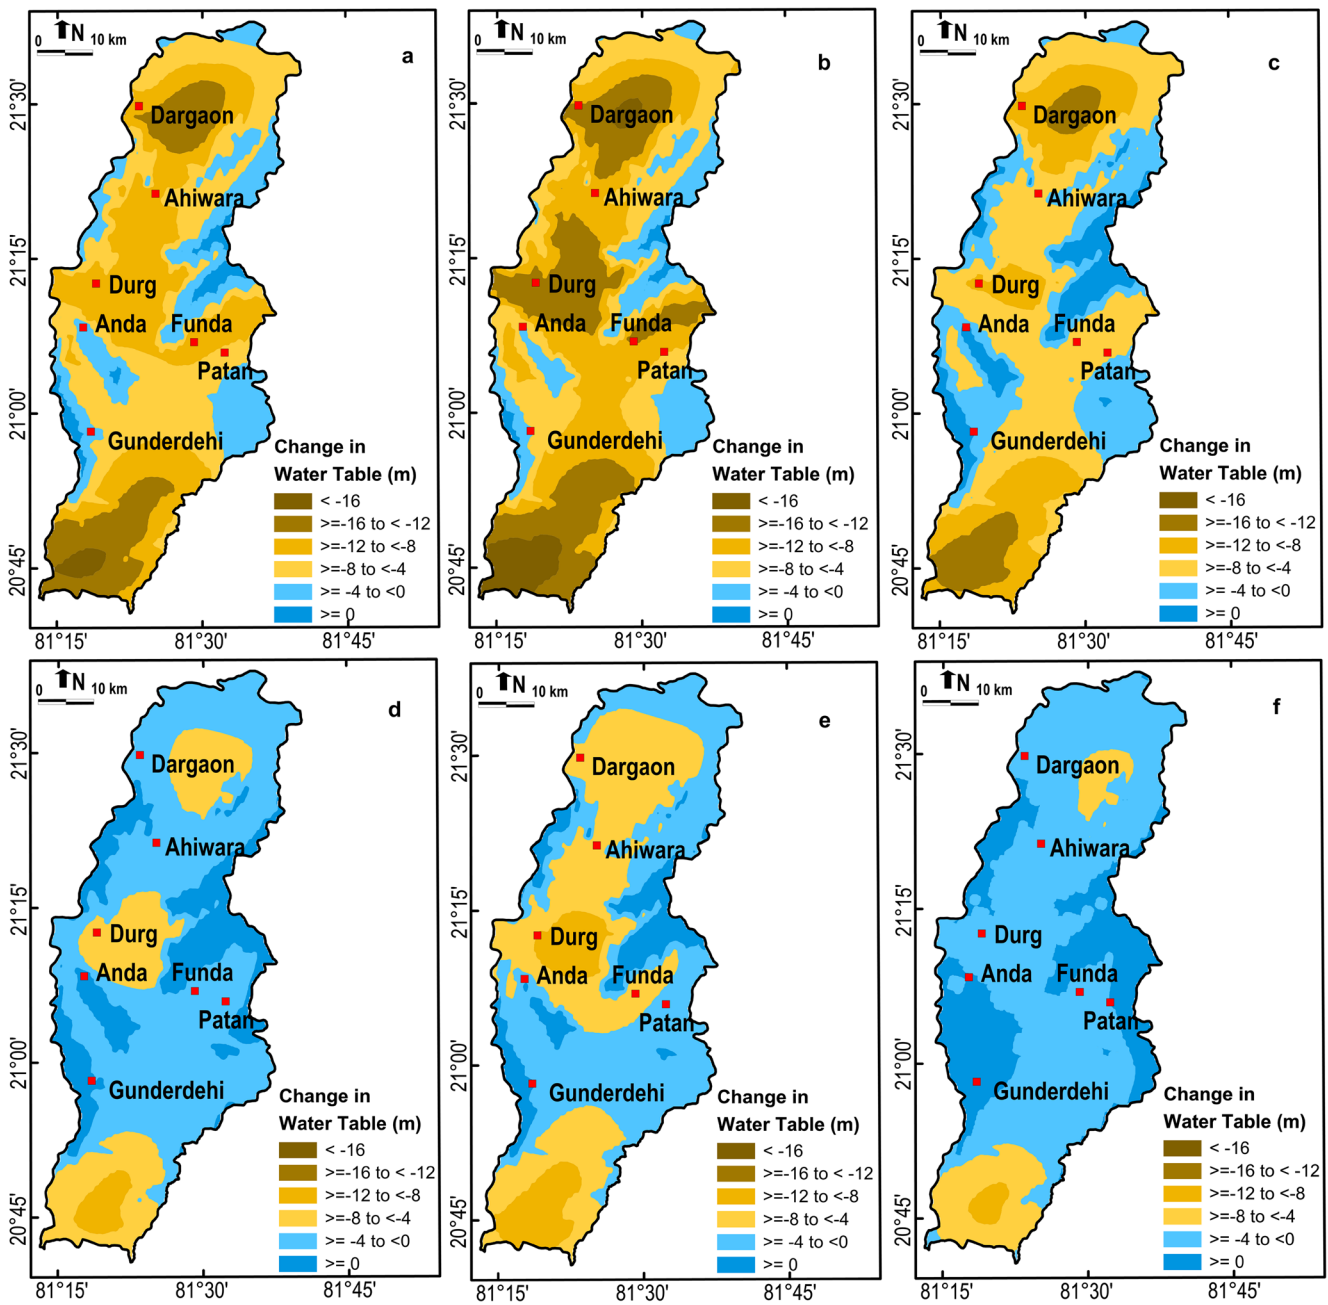 N
0 10 km
a
21°30'
21°15'
21°00'
20°45'
Dargaon
Ahiwara
Durg
Anda
Funda
Patan
Gunderdehi
Change in
Water Table (m)
< -16
>=-16 to < -12
>=-12 to <-8
>=-8 to <-4
>= -4 to <0
>= 0
81°15' 81°30' 81°45'
N
0 10 km
b
21°30'
21°15'
21°00'
20°45'
Dargaon
Ahiwara
Durg
Anda
Funda
Patan
Gunderdehi
Change in
Water Table (m)
< -16
>=-16 to < -12
>=-12 to <-8
>=-8 to <-4
>= -4 to <0
>= 0
81°15' 81°30' 81°45'
N
0 10 km
c
21°30'
21°15'
21°00'
20°45'
Dargaon
Ahiwara
Durg
Anda
Funda
Patan
Gunderdehi
Change in
Water Table (m)
< -16
>=-16 to < -12
>=-12 to <-8
>=-8 to <-4
>= -4 to <0
>= 0
81°15' 81°30' 81°45'
N
0 10 km
d
21°30'
21°15'
21°00'
20°45'
Dargaon
Ahiwara
Durg
Anda
Funda
Patan
Gunderdehi
Change in
Water Table (m)
< -16
>=-16 to < -12
>=-12 to <-8
>=-8 to <-4
>= -4 to <0
>= 0
81°15' 81°30' 81°45'
N
0 10 km
e
21°30'
21°15'
21°00'
20°45'
Dargaon
Ahiwara
Durg
Anda
Funda
Patan
Gunderdehi
Change in
Water Table (m)
< -16
>=-16 to < -12
>=-12 to <-8
>=-8 to <-4
>= -4 to <0
>= 0
81°15' 81°30' 81°45'
N
0 10 km
f
21°30'
21°15'
21°00'
20°45'
Dargaon
Ahiwara
Durg
Anda
Funda
Patan
Gunderdehi
Change in
Water Table (m)
< -16
>=-16 to < -12
>=-12 to <-8
>=-8 to <-4
>= -4 to <0
>= 0
81°15' 81°30' 81°45'